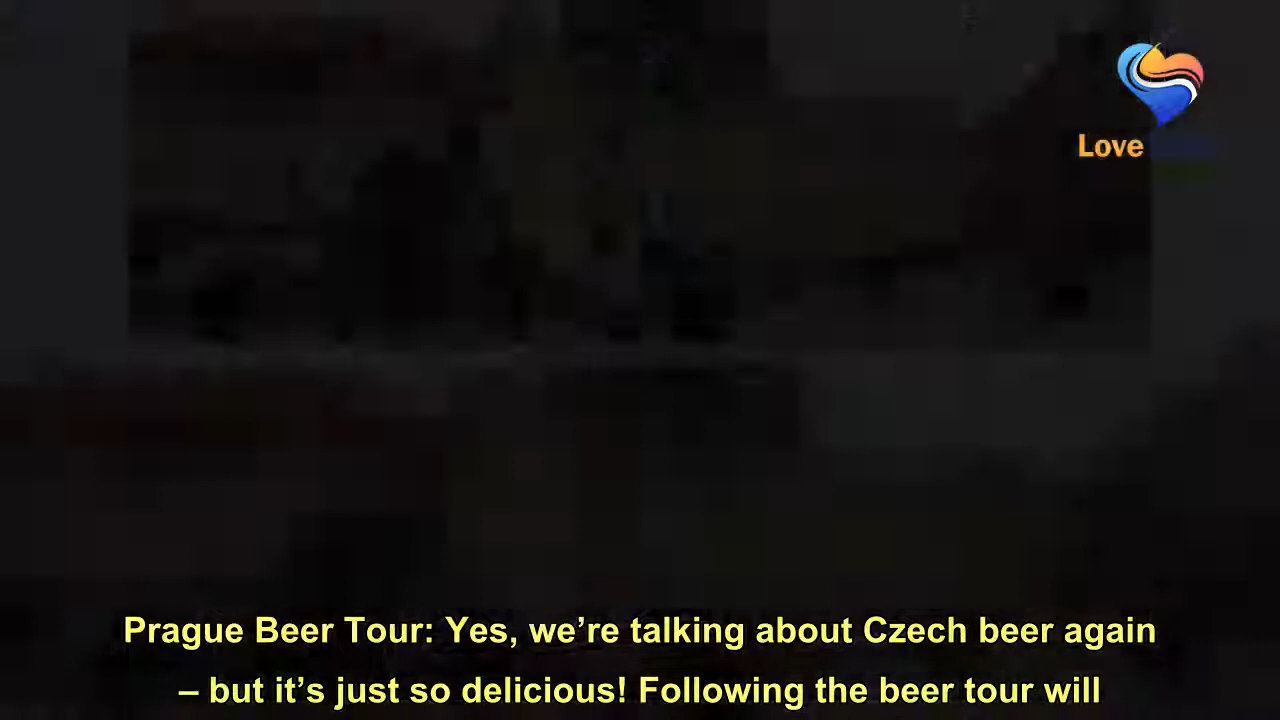 Love
Prague Beer Tour: Yes, we’re talking about Czech beer again
– but it’s just so delicious! Following the beer tour will